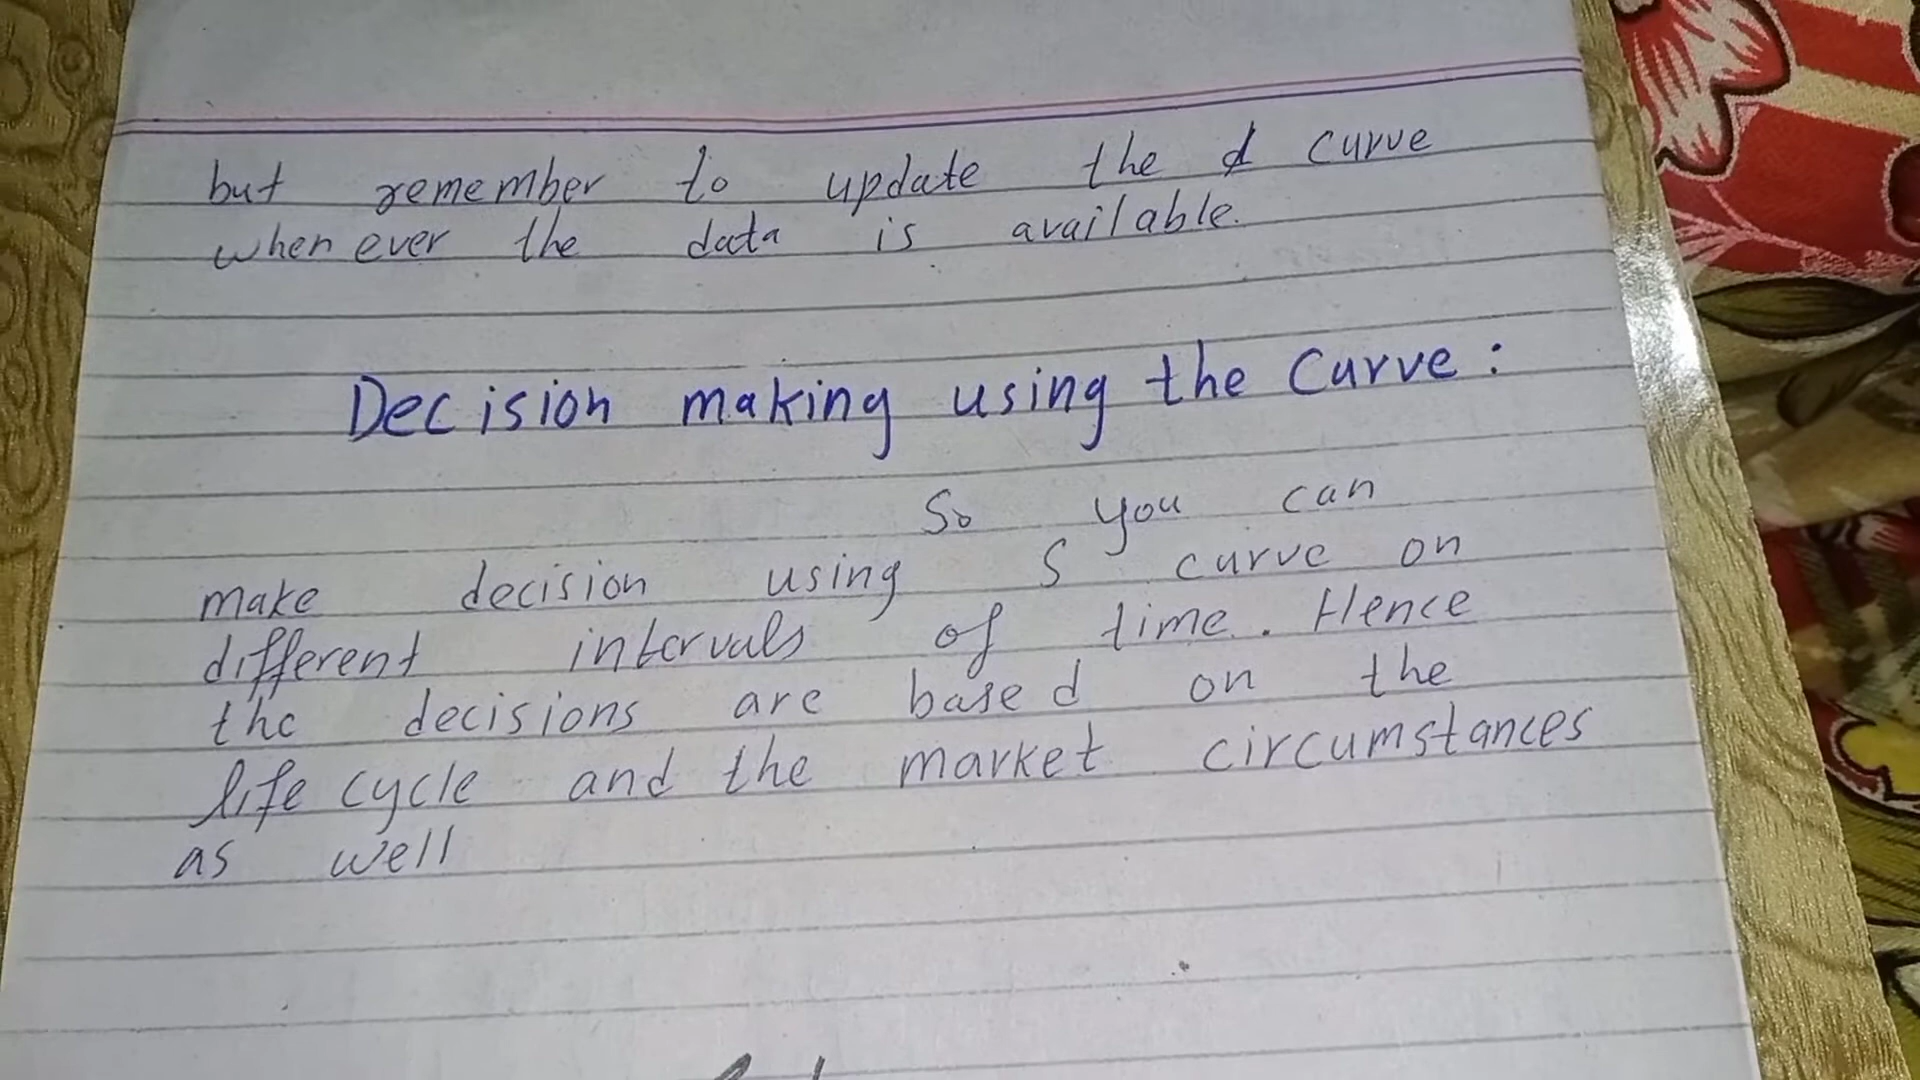 but remember to update the curve
when ever the data is available.
Decision making using the Curve :
So you can
make decision using S curve on
different intervals of time. Hence
the decisions are based on the
life cycle and the market circumstances
as well